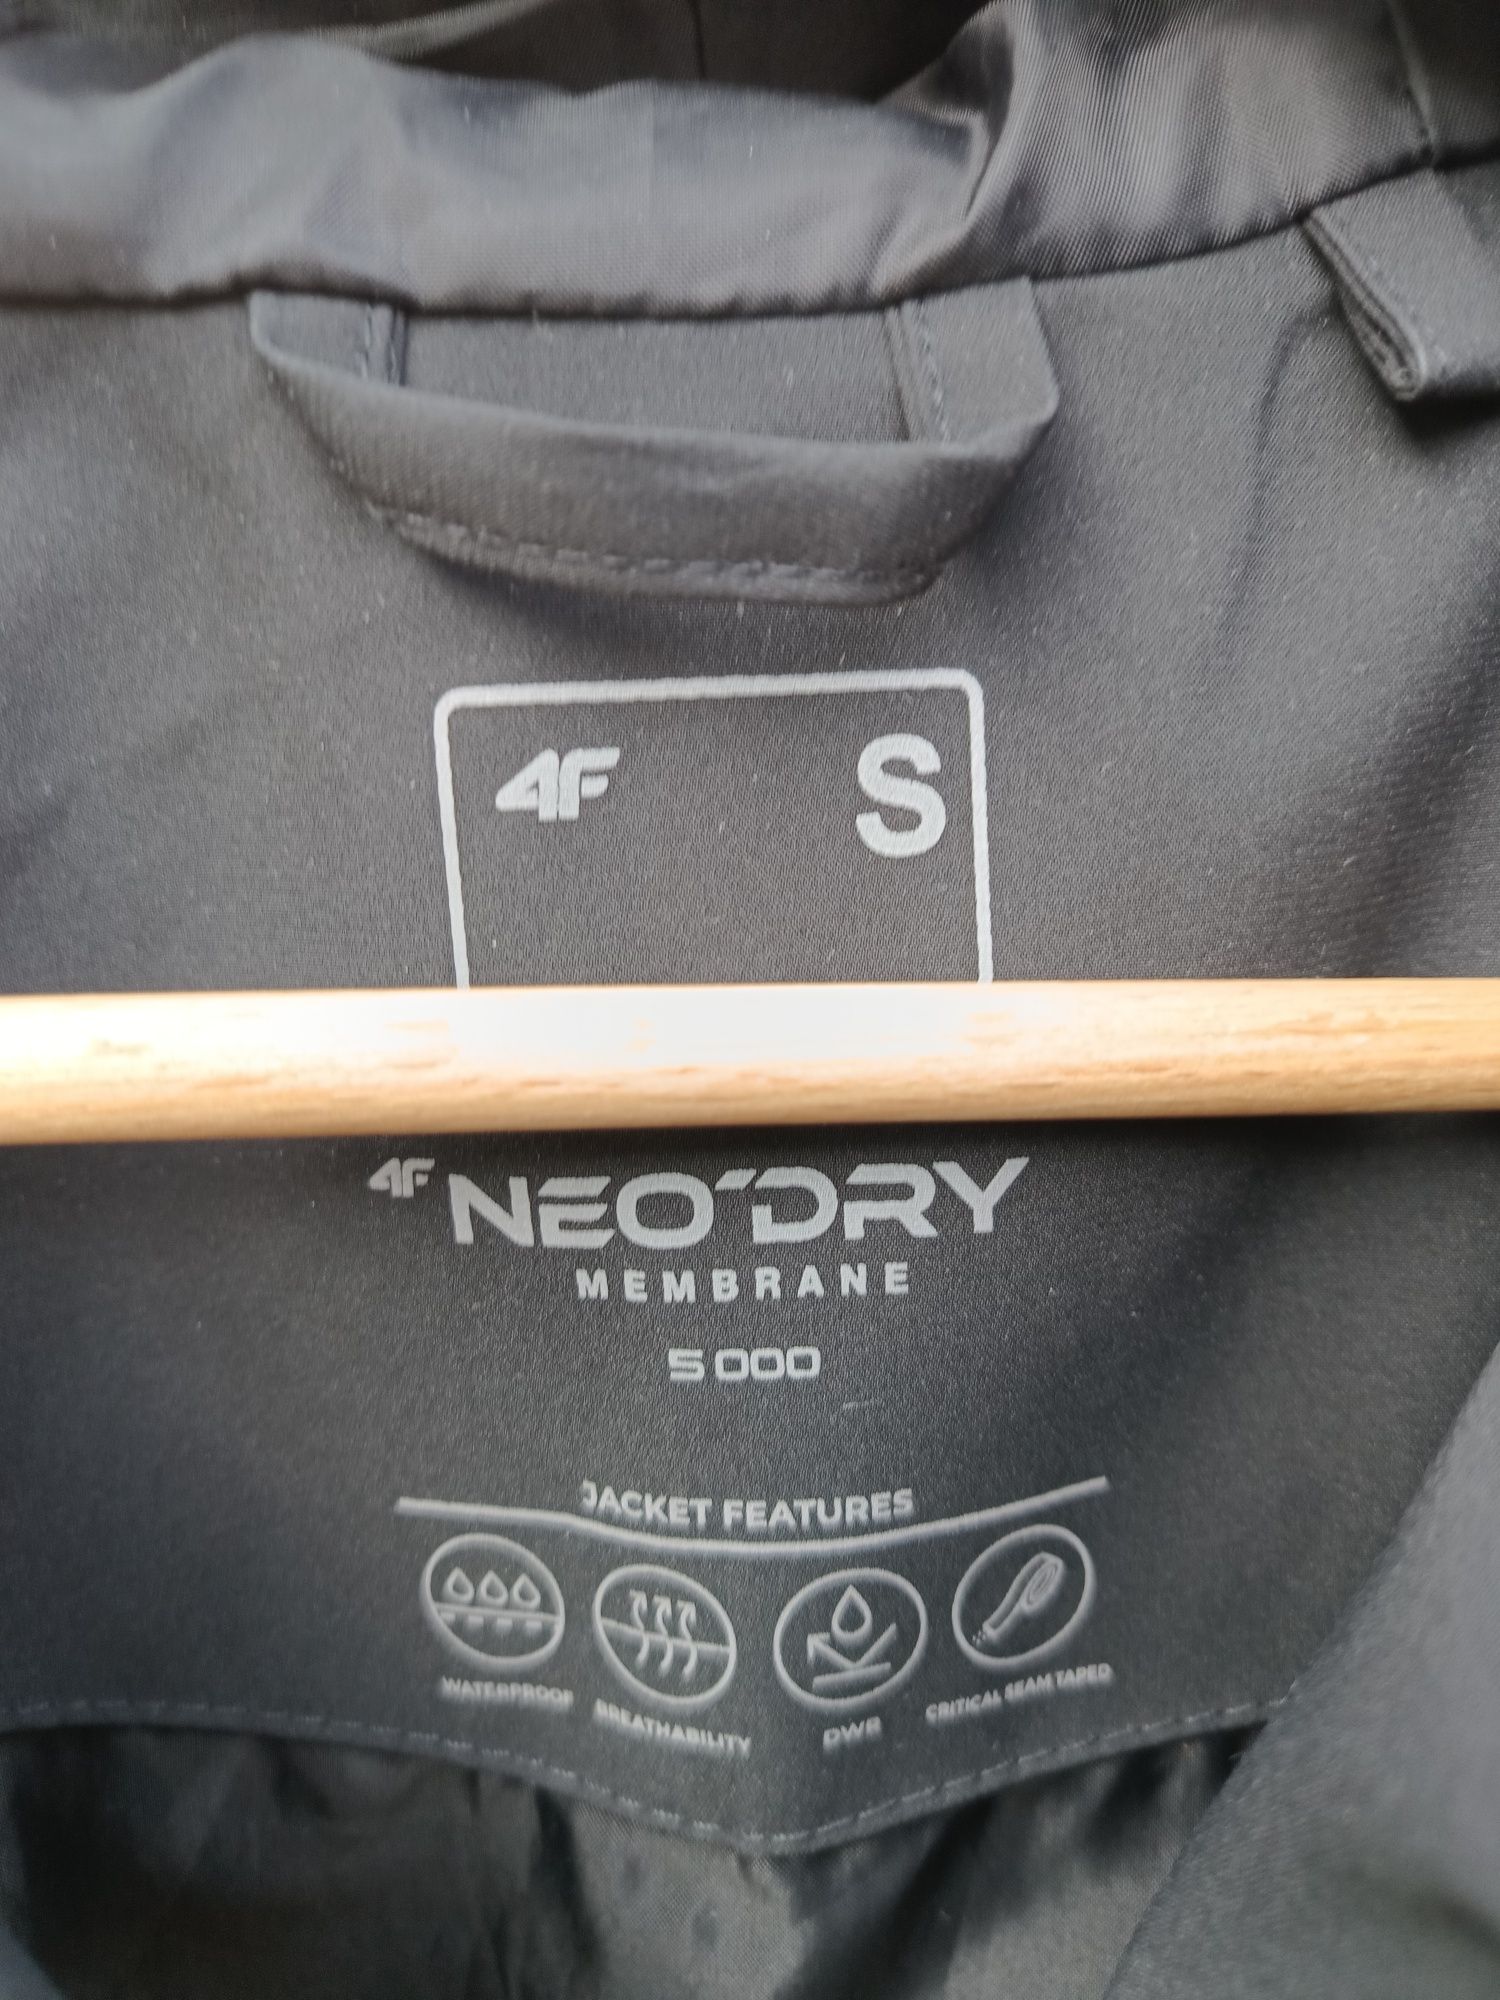 4F S
4F NEO'DRY
MEMBRANE
5 000
JACKET FEATURES
WATERPROOF BREATHABILITY DWR CRITICAL SEAM TAPED